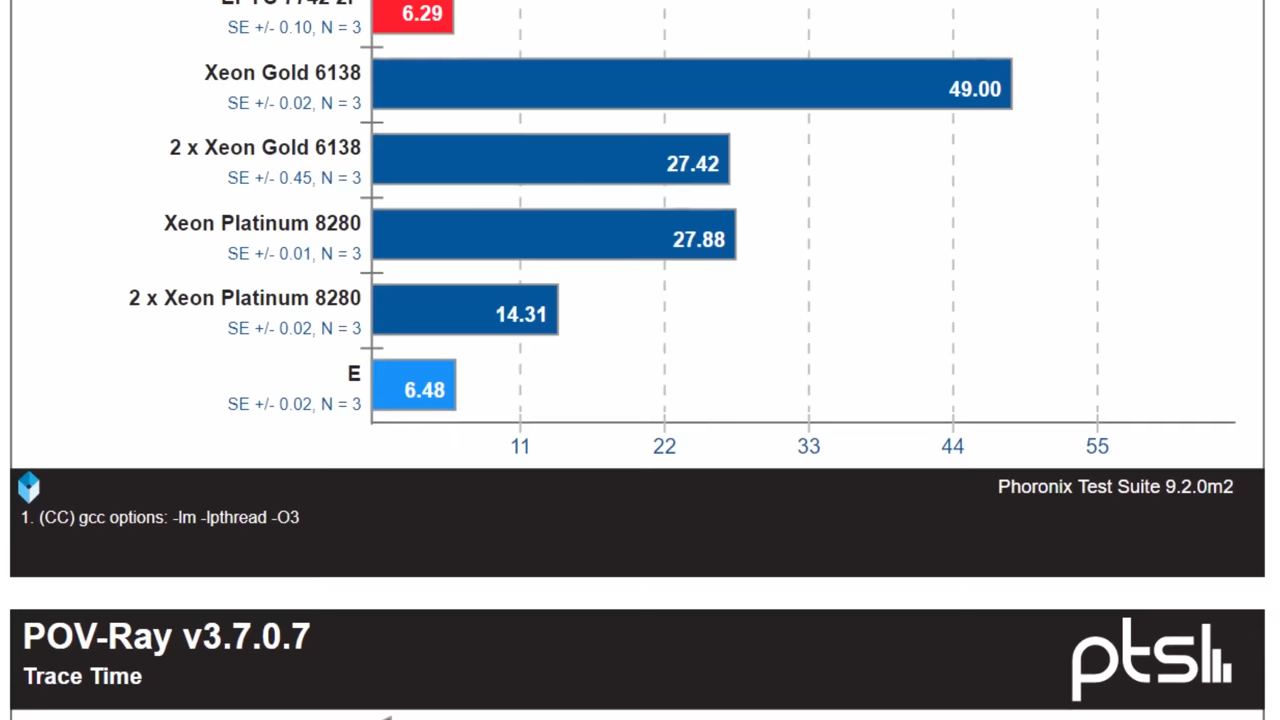 6.29
SE +/- 0.10, N = 3
Xeon Gold 6138
SE +/- 0.02, N = 3
49.00
2 x Xeon Gold 6138
SE +/- 0.45, N = 3
27.42
Xeon Platinum 8280
SE +/- 0.01, N = 3
27.88
2 x Xeon Platinum 8280
SE +/- 0.02, N = 3
14.31
E
SE +/- 0.02, N = 3
6.48
11 22 33 44 55
Phoronix Test Suite 9.2.0m2
1. (CC) gcc options: -lm -lpthread -O3
POV-Ray v3.7.0.7
Trace Time
pts